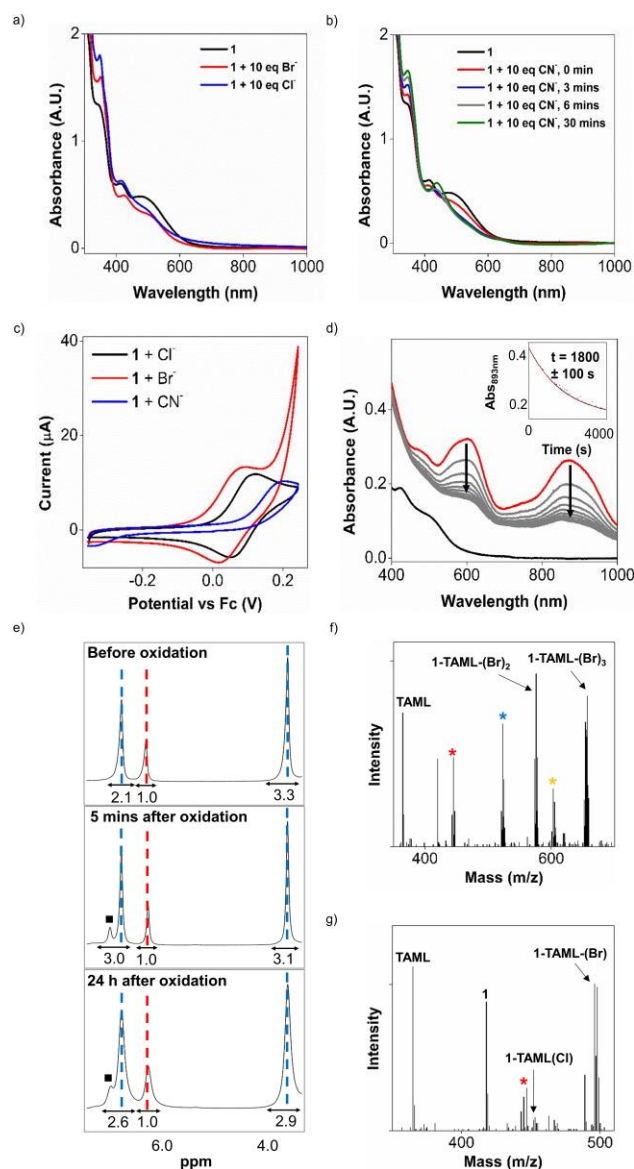 a)
2
1
0
Absorbance (A.U.)
1
1 + 10 eq Br⁻
1 + 10 eq Cl⁻
400 600 800 1000
Wavelength (nm)
b)
2
1
0
Absorbance (A.U.)
1
1 + 10 eq CN⁻, 0 min
1 + 10 eq CN⁻, 3 mins
1 + 10 eq CN⁻, 6 mins
1 + 10 eq CN⁻, 30 mins
400 600 800 1000
Wavelength (nm)
c)
40
20
0
Current (μA)
1 + Cl⁻
1 + Br⁻
1 + CN⁻
-0.2 0.0 0.2
Potential vs Fc (V)
d)
0.4
0.2
0.0
Absorbance (A.U.)
Abs893nm
0.4
0.2
t = 1800
± 100 s
0 4000
Time (s)
400 600 800 1000
Wavelength (nm)
e)
Before oxidation
2.1 1.0 3.3
5 mins after oxidation
3.0 1.0 3.1
24 h after oxidation
2.6 1.0 2.9
6.0 4.0
ppm
f)
Intensity
TAML
1-TAML-(Br)₂
1-TAML-(Br)₃
* * *
400 600
Mass (m/z)
g)
Intensity
TAML
1
1-TAML-(Br)
1-TAML(Cl)
*
400 500
Mass (m/z)